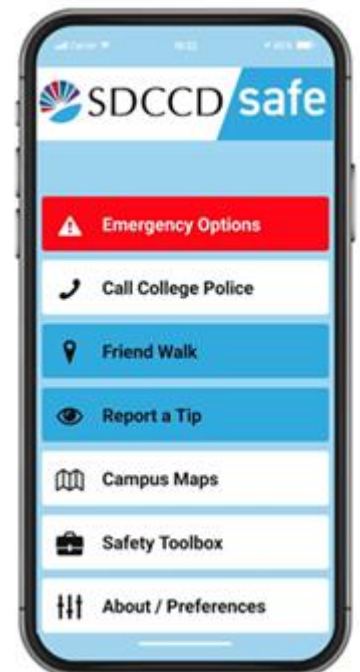 SDCCD safe
Emergency Options
Call College Police
Friend Walk
Report a Tip
Campus Maps
Safety Toolbox
About / Preferences